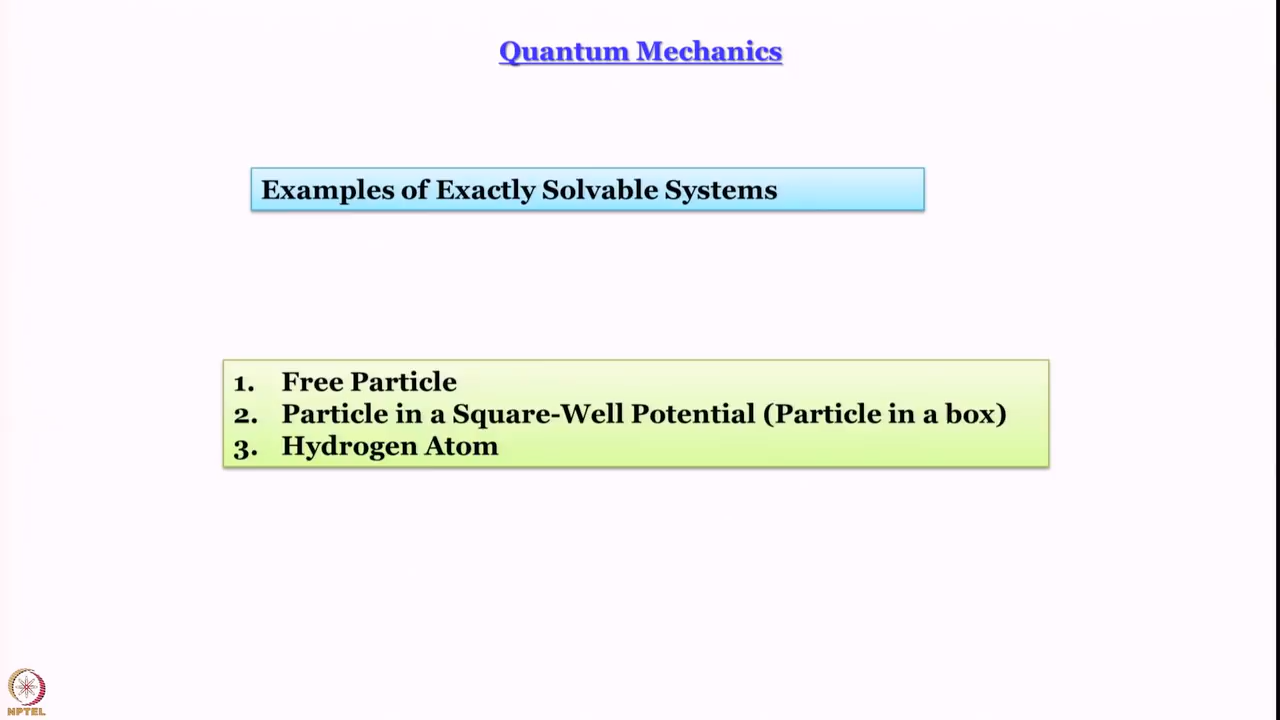 Quantum Mechanics
Examples of Exactly Solvable Systems
1. Free Particle
2. Particle in a Square-Well Potential (Particle in a box)
3. Hydrogen Atom
NPTEL